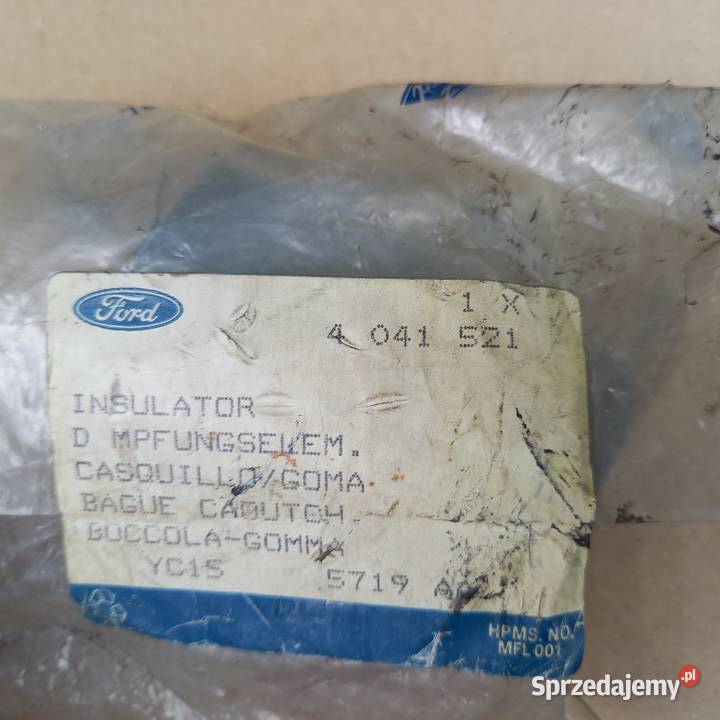 Ford
1 X
4 041 521
INSULATOR
D MPFUNGSELEM.
CASQUILLO/GOMA
BAGUE CAOUTCH.
BOCCOLA-GOMMA
YC15 5719
HPMS. NO.
MFL 001
Sprzedajemy.pl